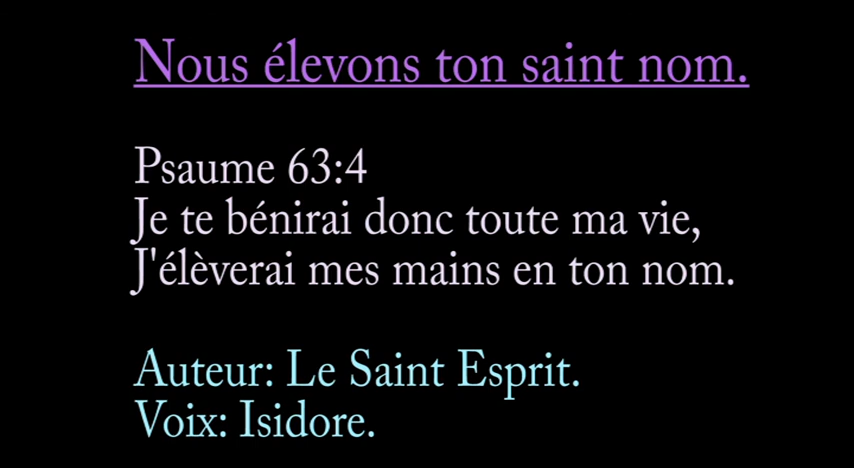 Nous élevons ton saint nom.
Psaume 63:4
Je te bénirai donc toute ma vie,
J'élèverai mes mains en ton nom.
Auteur: Le Saint Esprit.
Voix: Isidore.